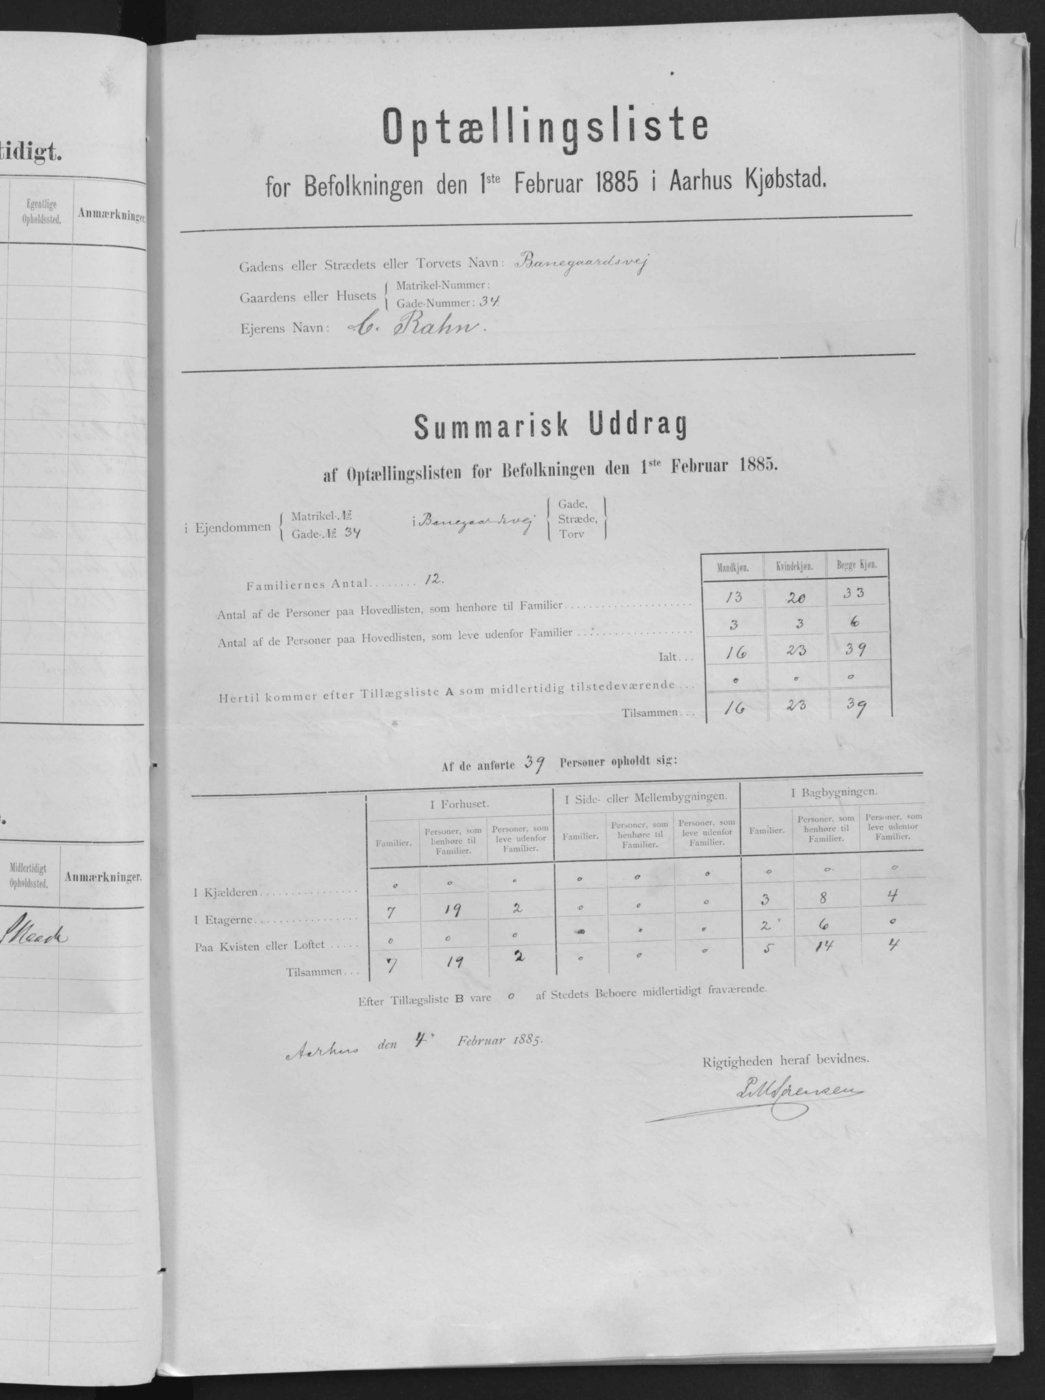 tidigt.
Egentlige Opholdssted.
Anmærkninger.
Midlertidigt Opholdssted.
Anmærkninger.
Skaade
Optællingsliste
for Befolkningen den 1ste Februar 1885 i Aarhus Kjøbstad.
Gadens eller Strædets eller Torvets Navn: Banegaardsvej
Gaardens eller Husets { Matrikel-Nummer:
Gade-Nummer: 34
Ejerens Navn: C. Rahn.
Summarisk Uddrag
af Optællingslisten for Befolkningen den 1ste Februar 1885.
i Ejendommen { Matrikel-№
Gade-№ 34
i Banegaardsvej { Gade, Stræde, Torv }
Mandkjøn. Kvindekjøn. Begge Kjøn.
Familiernes Antal........ 12.
Antal af de Personer paa Hovedlisten, som henhøre til Familier 13 20 33
Antal af de Personer paa Hovedlisten, som leve udenfor Familier 3 3 6
Ialt... 16 23 39
Hertil kommer efter Tillægsliste A som midlertidig tilstedeværende... 0 0 0
Tilsammen... 16 23 39
Af de anførte 39 Personer opholdt sig:
I Forhuset. I Side- eller Mellembygningen. I Bagbygningen.
Familier. Personer, som henhøre til Familier. Personer, som leve udenfor Familier. Familier. Personer, som henhøre til Familier. Personer, som leve udenfor Familier. Familier. Personer, som henhøre til Familier. Personer, som leve udenfor Familier.
I Kjælderen 0 0 0 0 0 0 0 0 0
I Etagerne 7 19 2 0 0 0 3 8 4
Paa Kvisten eller Loftet 0 0 0 2 6 0
Tilsammen... 7 19 2 0 0 0 5 14 4
Efter Tillægsliste B vare 0 af Stedets Beboere midlertidigt fraværende.
Aarhus den 4. Februar 1885.
Rigtigheden heraf bevidnes.
Sørensen